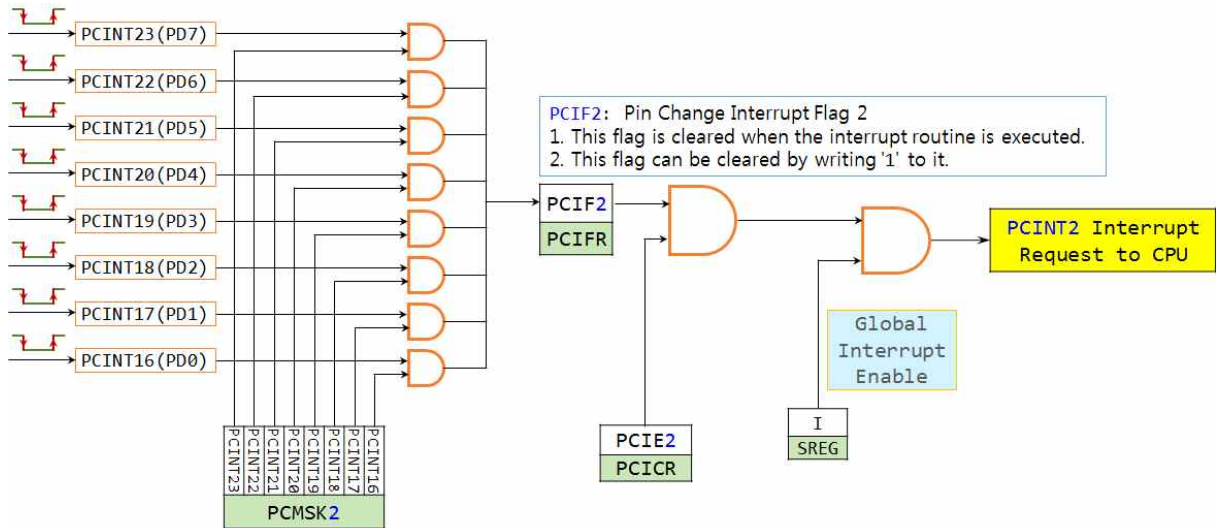 PCINT23(PD7)
PCINT22(PD6)
PCINT21(PD5)
PCINT20(PD4)
PCINT19(PD3)
PCINT18(PD2)
PCINT17(PD1)
PCINT16(PD0)
PCIF2: Pin Change Interrupt Flag 2
1. This flag is cleared when the interrupt routine is executed.
2. This flag can be cleared by writing '1' to it.
PCIF2
PCIFR
PCINT2 Interrupt
Request to CPU
Global
Interrupt
Enable
I
SREG
PCIE2
PCICR
PCINT23
PCINT22
PCINT21
PCINT20
PCINT19
PCINT18
PCINT17
PCINT16
PCMSK2